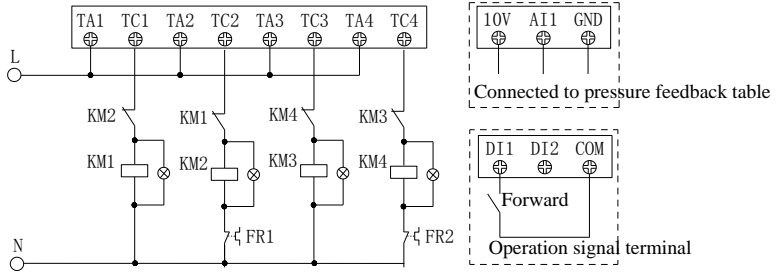 TA1 TC1 TA2 TC2 TA3 TC3 TA4 TC4
10V AI1 GND
L
Connected to pressure feedback table
KM2 KM1 KM4 KM3
DI1 DI2 COM
KM1 KM2 KM3 KM4
Forward
N
FR1 FR2
Operation signal terminal